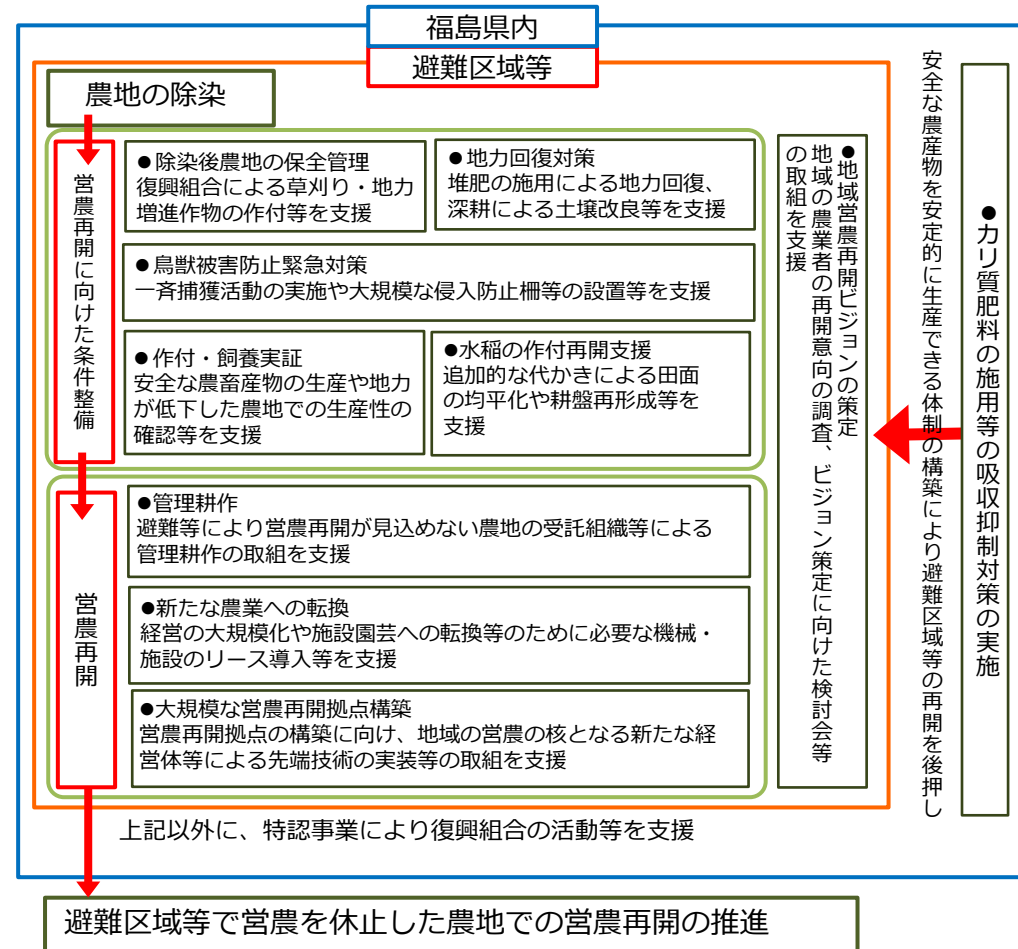 福島県内
避難区域等
農地の除染
営農再開に向けた条件整備
●除染後農地の保全管理
復興組合による草刈り・地力
増進作物の作付等を支援
●地力回復対策
堆肥の施用による地力回復、
深耕による土壌改良等を支援
●鳥獣被害防止緊急対策
一斉捕獲活動の実施や大規模な侵入防止柵等の設置等を支援
●作付・飼養実証
安全な農畜産物の生産や地力
が低下した農地での生産性の
確認等を支援
●水稲の作付再開支援
追加的な代かきによる田面
の均平化や耕盤再形成等を
支援
営農再開
●管理耕作
避難等により営農再開が見込めない農地の受託組織等による
管理耕作の取組を支援
●新たな農業への転換
経営の大規模化や施設園芸への転換等のために必要な機械・
施設のリース導入等を支援
●大規模な営農再開拠点構築
営農再開拠点の構築に向け、地域の営農の核となる新たな経
営体等による先端技術の実装等の取組を支援
●地域営農再開ビジョンの策定
地域の農業者の再開意向の調査、ビジョン策定に向けた検討会等
の取組を支援
●カリ質肥料の施用等の吸収抑制対策の実施
安全な農産物を安定的に生産できる体制の構築により避難区域等の再開を後押し
上記以外に、特認事業により復興組合の活動等を支援
避難区域等で営農を休止した農地での営農再開の推進